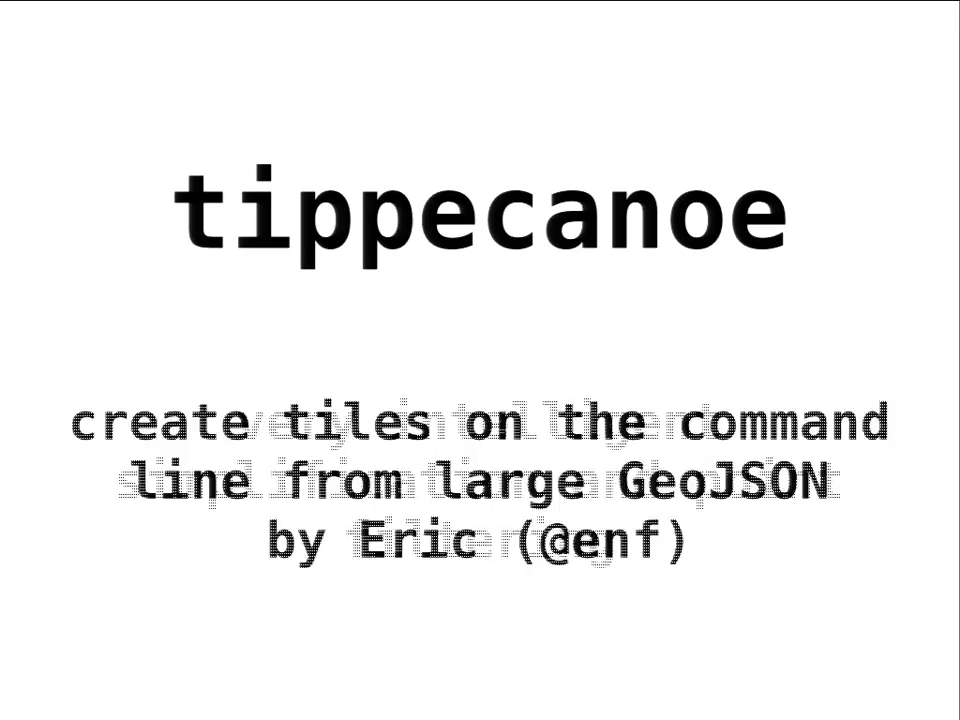 tippecanoe
create tiles on the command
line from large GeoJSON
by Eric (@enf)